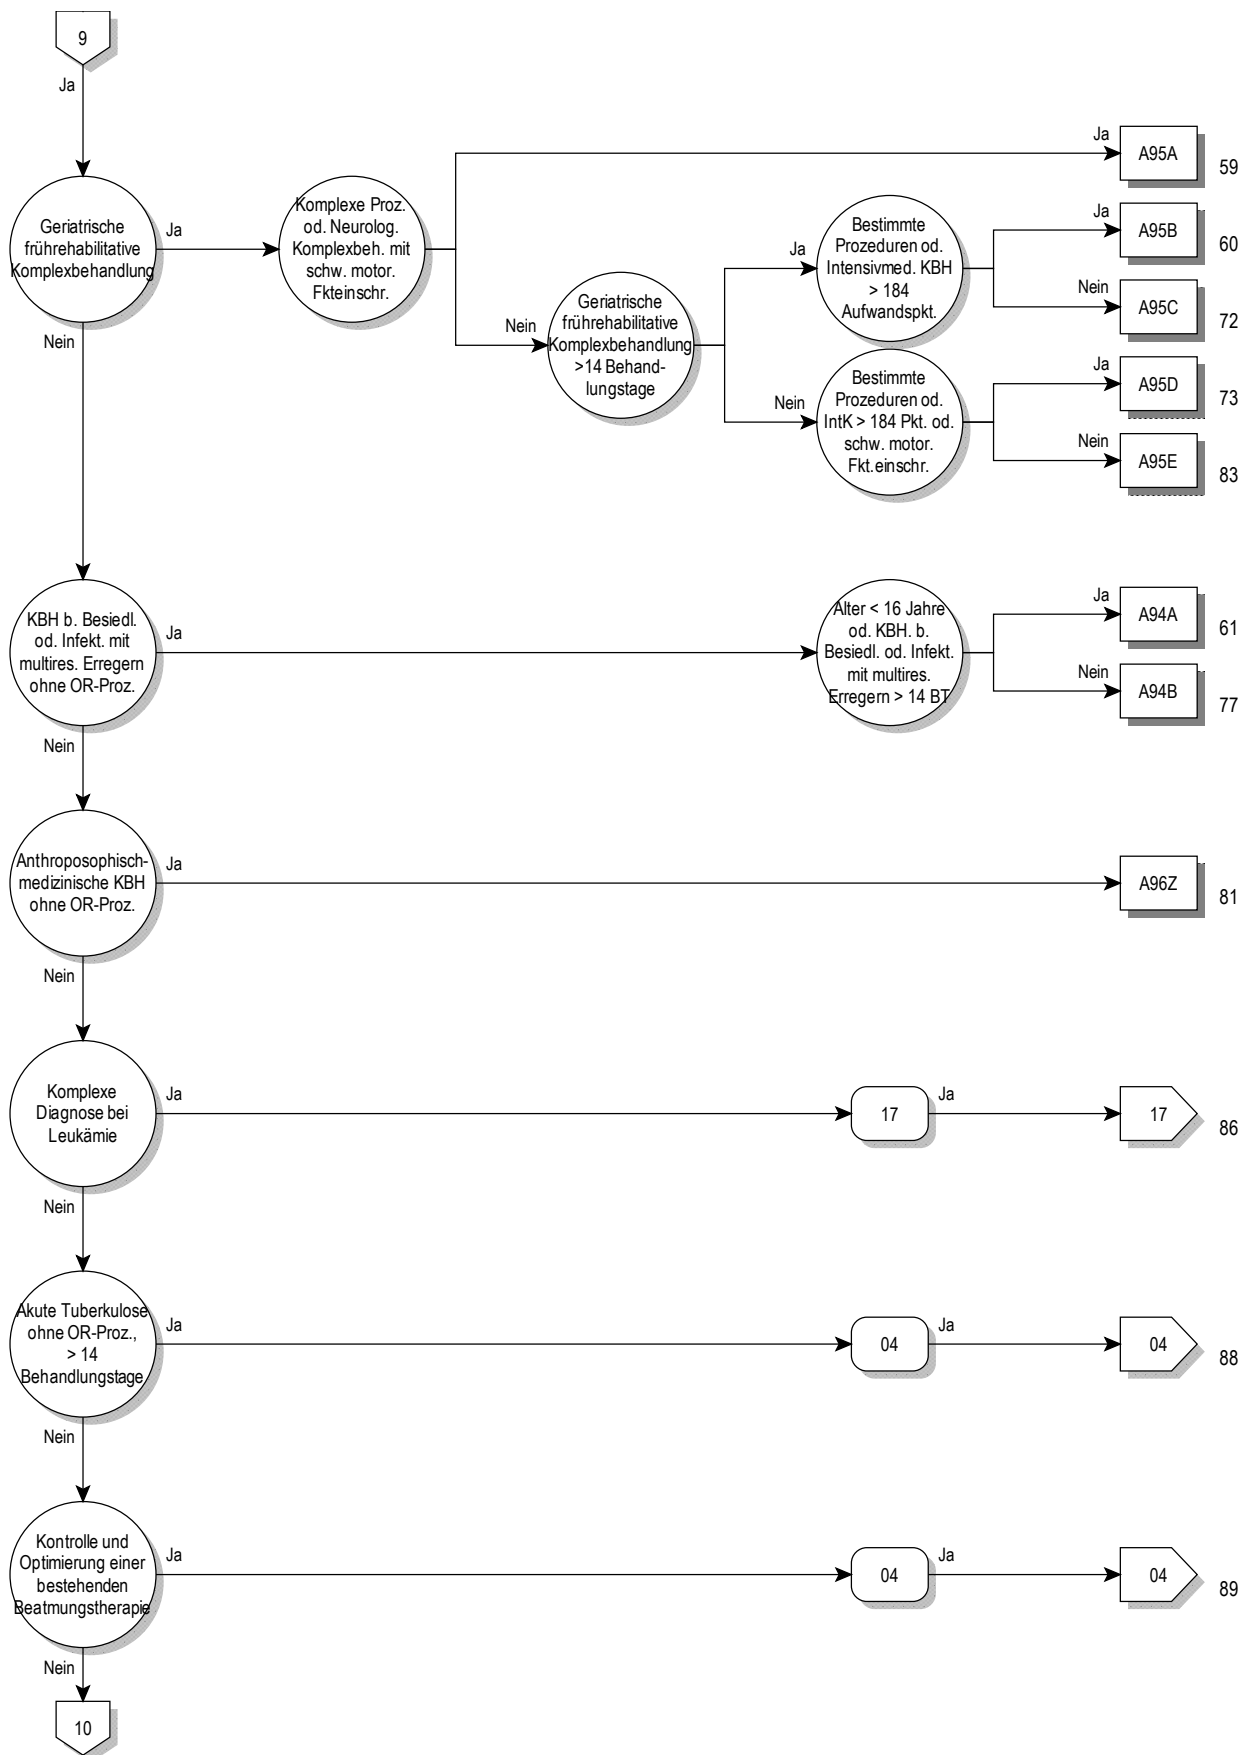 9
Ja
Geriatrische
frührehabilitative
Komplexbehandlung
Ja
Nein
Komplexe Proz.
od. Neurolog.
Komplexbeh. mit
schw. motor.
Fkteinschr.
Ja
A95A
59
Nein
Geriatrische
frührehabilitative
Komplexbehandlung
>14 Behand-
lungstage
Ja
Bestimmte
Prozeduren od.
Intensivmed. KBH
> 184
Aufwandspkt.
Ja
A95B
60
Nein
A95C
72
Nein
Bestimmte
Prozeduren od.
IntK > 184 Pkt. od.
schw. motor.
Fkt.einschr.
Ja
A95D
73
Nein
A95E
83
KBH b. Besiedl.
od. Infekt. mit
multires. Erregern
ohne OR-Proz.
Ja
Nein
Alter < 16 Jahre
od. KBH. b.
Besiedl. od. Infekt.
mit multires.
Erregern > 14 BT
Ja
A94A
61
Nein
A94B
77
Anthroposophisch-
medizinische KBH
ohne OR-Proz.
Ja
A96Z
81
Nein
Komplexe
Diagnose bei
Leukämie
Ja
17
Ja
17
86
Nein
Akute Tuberkulose
ohne OR-Proz.,
> 14
Behandlungstage
Ja
04
Ja
04
88
Nein
Kontrolle und
Optimierung einer
bestehenden
Beatmungstherapie
Ja
04
Ja
04
89
Nein
10